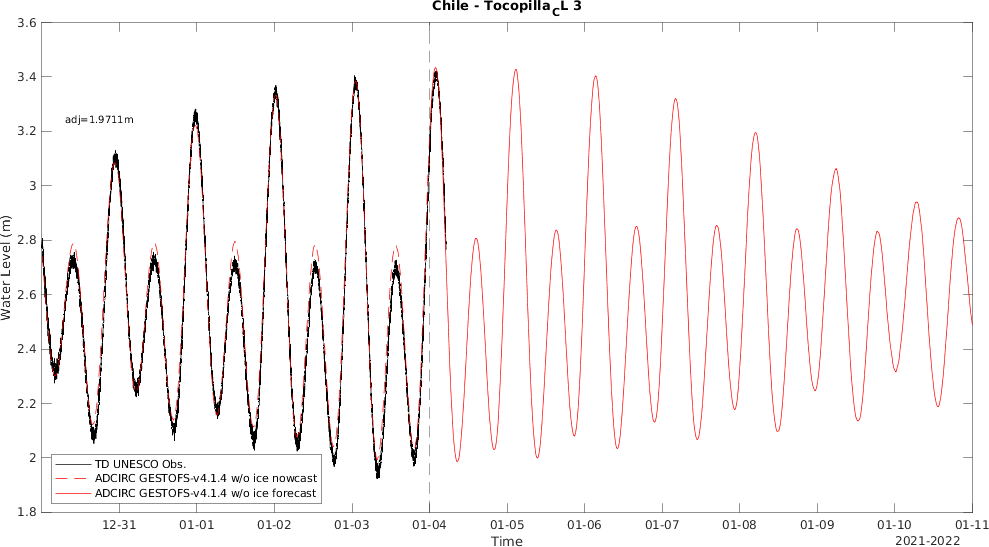 Chile - Tocopilla_CL 3
3.6
3.4
3.2
3
2.8
2.6
2.4
2.2
2
1.8
Water Level (m)
adj=1.9711m
TD UNESCO Obs.
ADCIRC GESTOFS-v4.1.4 w/o ice nowcast
ADCIRC GESTOFS-v4.1.4 w/o ice forecast
12-31 01-01 01-02 01-03 01-04 01-05 01-06 01-07 01-08 01-09 01-10 01-11
Time
2021-2022